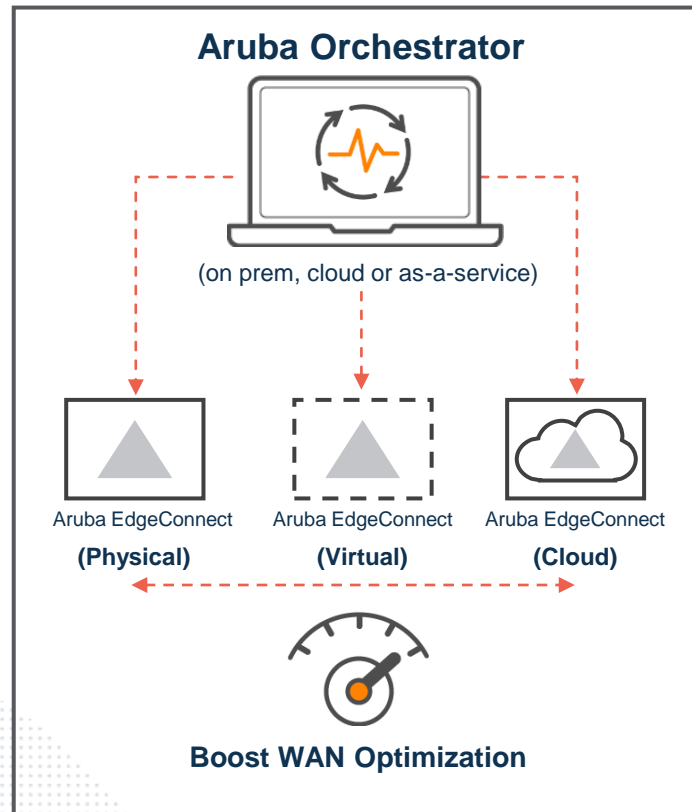 Aruba Orchestrator
(on prem, cloud or as-a-service)
Aruba EdgeConnect
(Physical)
Aruba EdgeConnect
(Virtual)
Aruba EdgeConnect
(Cloud)
Boost WAN Optimization